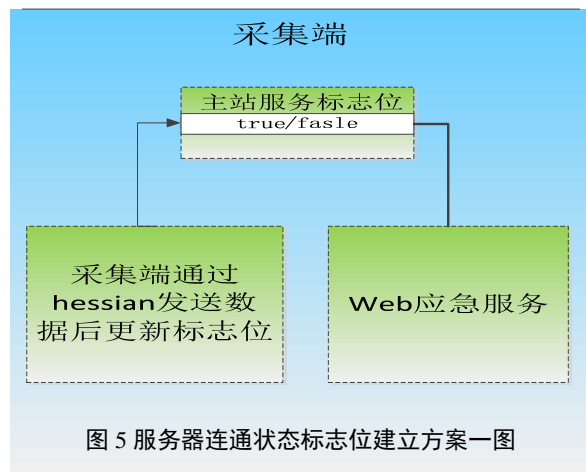 采集端
主站服务标志位
true/fasle
采集端通过
hessian发送数
据后更新标志位
Web应急服务
图 5 服务器连通状态标志位建立方案一图